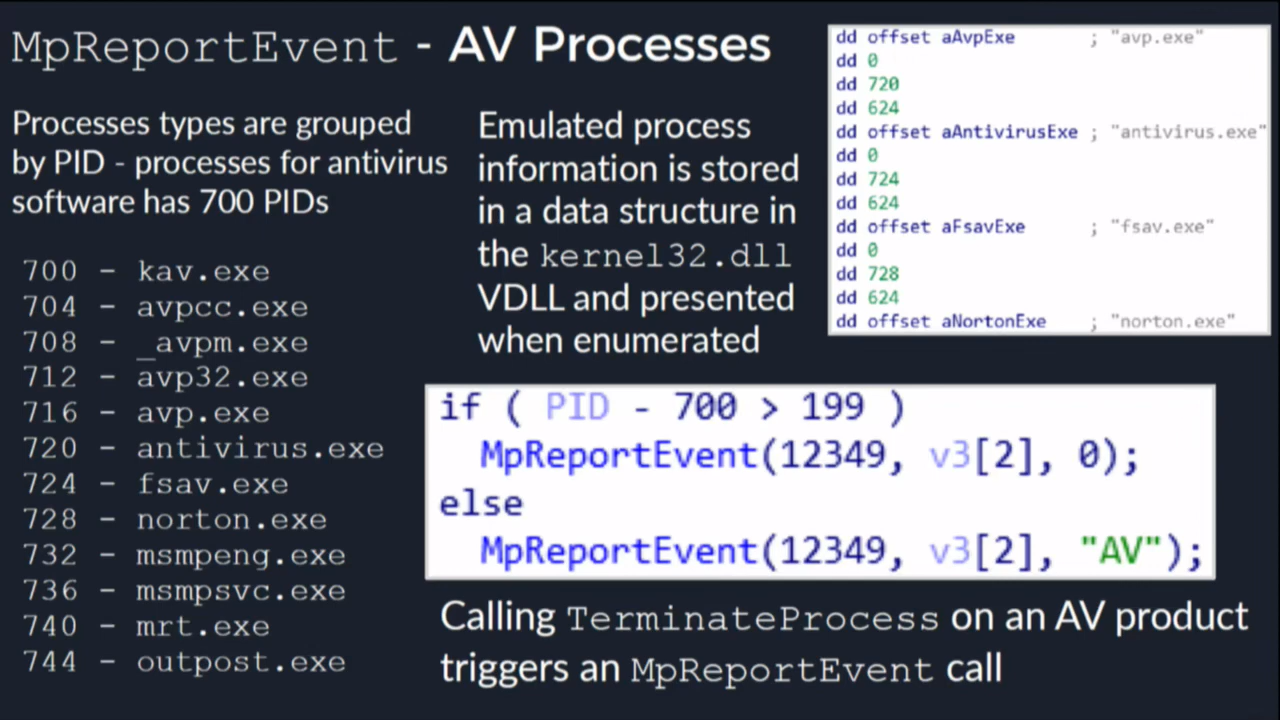 MpReportEvent - AV Processes
Processes types are grouped
by PID - processes for antivirus
software has 700 PIDs
700 - kav.exe
704 - avpcc.exe
708 - _avpm.exe
712 - avp32.exe
716 - avp.exe
720 - antivirus.exe
724 - fsav.exe
728 - norton.exe
732 - msmpeng.exe
736 - msmpsvc.exe
740 - mrt.exe
744 - outpost.exe
Emulated process
information is stored
in a data structure in
the kernel32.dll
VDLL and presented
when enumerated
dd offset aAvpExe ; "avp.exe"
dd 0
dd 720
dd 624
dd offset aAntivirusExe ; "antivirus.exe"
dd 0
dd 724
dd 624
dd offset aFsavExe ; "fsav.exe"
dd 0
dd 728
dd 624
dd offset aNortonExe ; "norton.exe"
if ( PID - 700 > 199 )
MpReportEvent(12349, v3[2], 0);
else
MpReportEvent(12349, v3[2], "AV");
Calling TerminateProcess on an AV product
triggers an MpReportEvent call